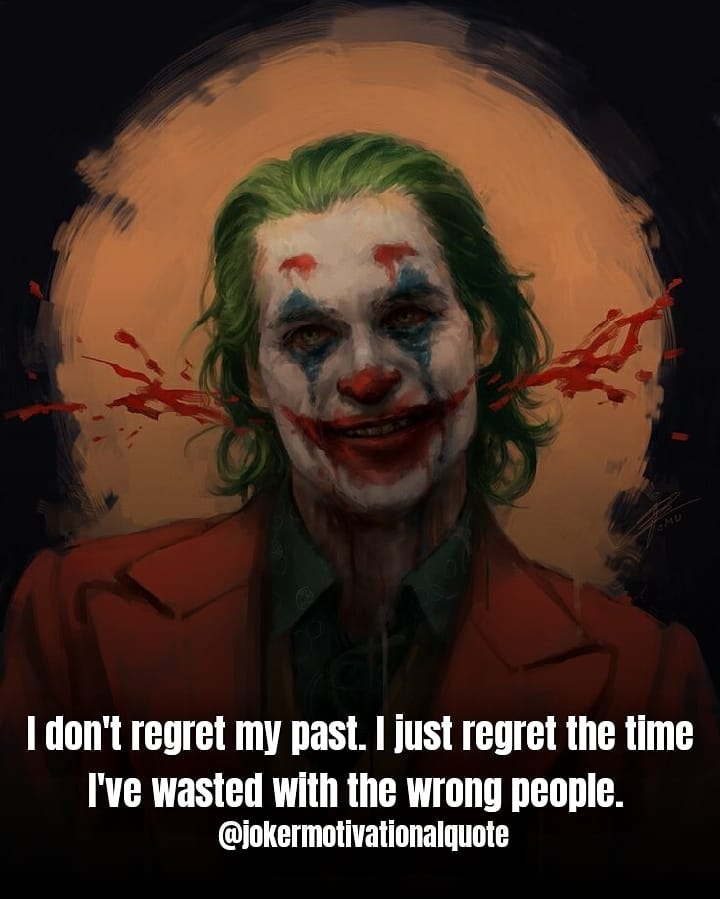 I don't regret my past. I just regret the time
I've wasted with the wrong people.
@jokermotivationalquote